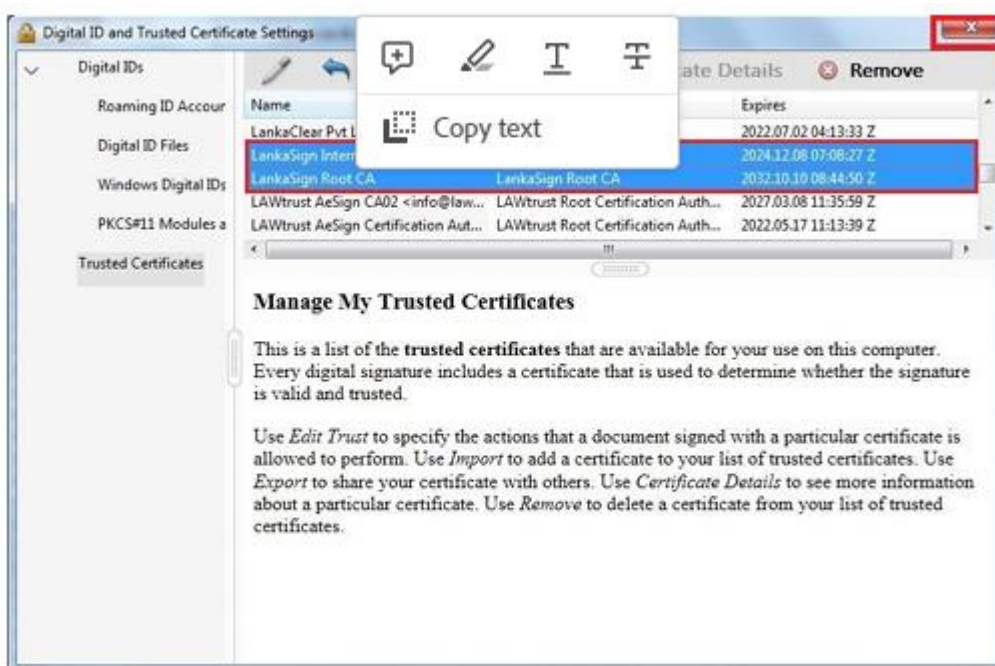 Digital ID and Trusted Certificate Settings
Digital IDs
Roaming ID Accour
Digital ID Files
Windows Digital IDs
PKCS#11 Modules a
Trusted Certificates
Copy text
ate Details Remove
Name Expires
LankaClear Pvt L 2022.07.02 04:13:33 Z
LankaSign Intern 2024.12.08 07:08:27 Z
LankaSign Root CA LankaSign Root CA 2032.10.10 08:44:50 Z
LAWtrust AeSign CA02 <info@law... LAWtrust Root Certification Auth... 2027.03.08 11:35:59 Z
LAWtrust AeSign Certification Aut... LAWtrust Root Certification Auth... 2022.05.17 11:13:39 Z
Manage My Trusted Certificates
This is a list of the trusted certificates that are available for your use on this computer.
Every digital signature includes a certificate that is used to determine whether the signature
is valid and trusted.
Use Edit Trust to specify the actions that a document signed with a particular certificate is
allowed to perform. Use Import to add a certificate to your list of trusted certificates. Use
Export to share your certificate with others. Use Certificate Details to see more information
about a particular certificate. Use Remove to delete a certificate from your list of trusted
certificates.